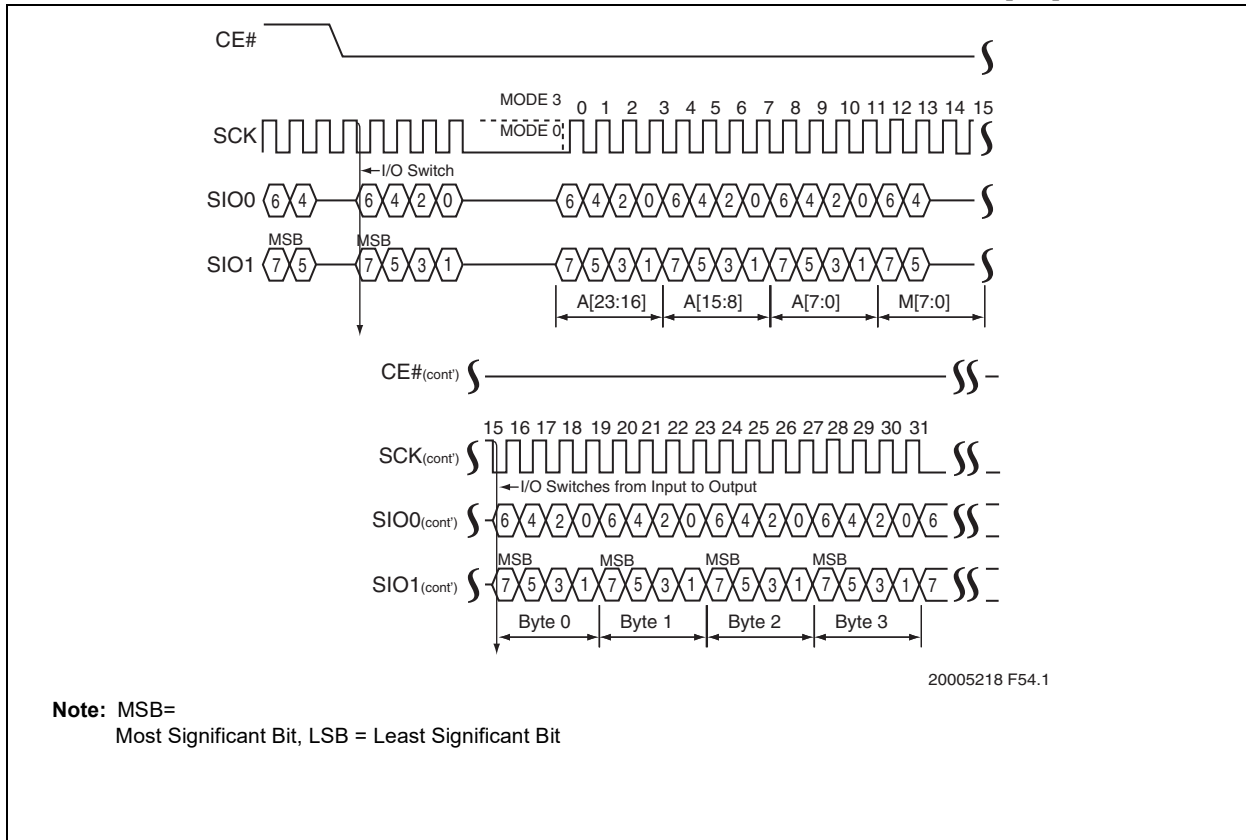 CE#
MODE 3
0 1 2 3 4 5 6 7 8 9 10 11 12 13 14 15
SCK
MODE 0
I/O Switch
SIO0 6 4 6 4 2 0 6 4 2 0 6 4 2 0 6 4 2 0 6 4
MSB MSB
SIO1 7 5 7 5 3 1 7 5 3 1 7 5 3 1 7 5 3 1 7 5
A[23:16] A[15:8] A[7:0] M[7:0]
CE#(cont')
15 16 17 18 19 20 21 22 23 24 25 26 27 28 29 30 31
SCK(cont')
I/O Switches from Input to Output
SIO0(cont') 6 4 2 0 6 4 2 0 6 4 2 0 6 4 2 0 6
MSB MSB MSB MSB
SIO1(cont') 7 5 3 1 7 5 3 1 7 5 3 1 7 5 3 1 7
Byte 0 Byte 1 Byte 2 Byte 3
20005218 F54.1
Note: MSB=
Most Significant Bit, LSB = Least Significant Bit